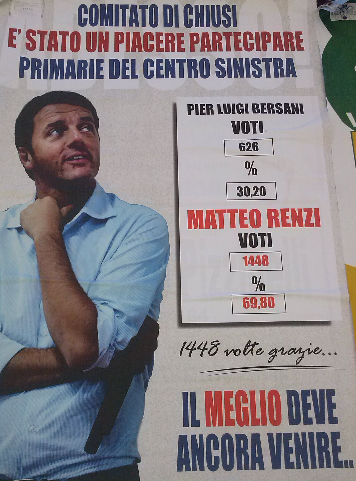 COMITATO DI CHIUSI
E' STATO UN PIACERE PARTECIPARE
PRIMARIE DEL CENTRO SINISTRA
PIER LUIGI BERSANI
VOTI
626
%
30,20
MATTEO RENZI
VOTI
1448
%
69,80
1448 volte grazie...
IL MEGLIO DEVE
ANCORA VENIRE..